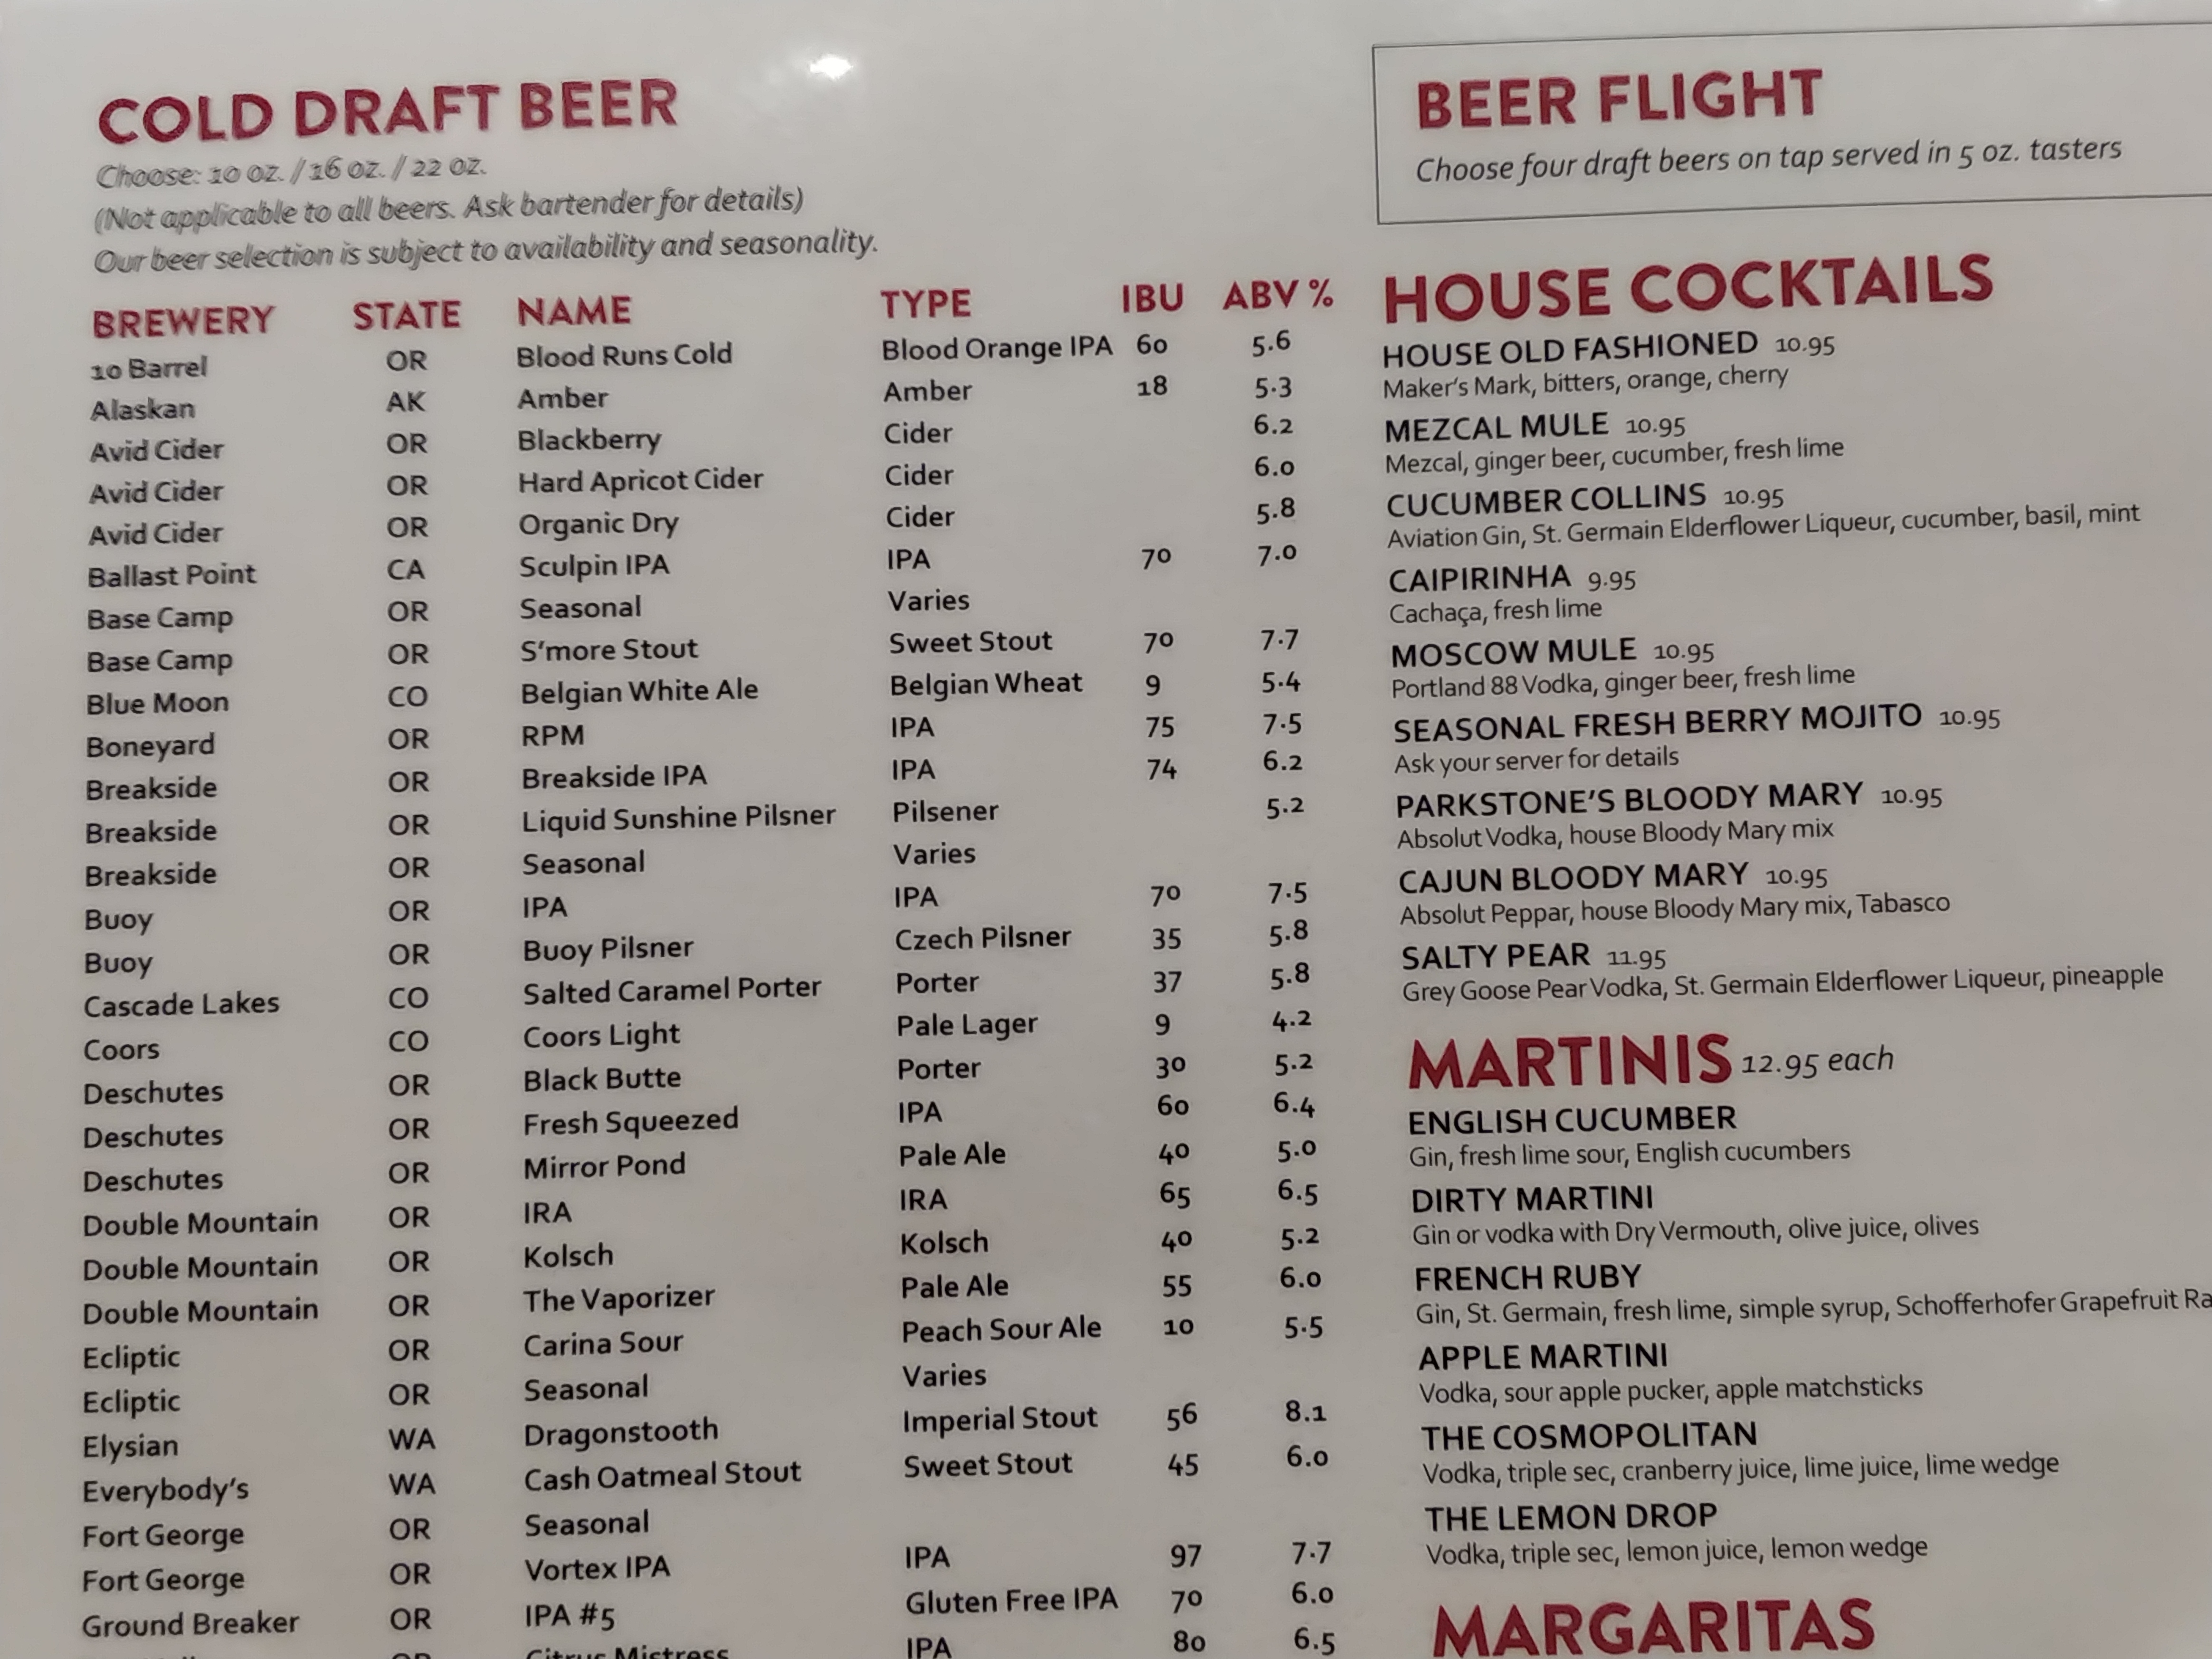 COLD DRAFT BEER
Choose: 10 oz. / 16 oz. / 22 oz.
(Not applicable to all beers. Ask bartender for details)
Our beer selection is subject to availability and seasonality.
BREWERY STATE NAME TYPE IBU ABV %
10 Barrel OR Blood Runs Cold Blood Orange IPA 60 5.6
Alaskan AK Amber Amber 18 5.3
Avid Cider OR Blackberry Cider 6.2
Avid Cider OR Hard Apricot Cider Cider 6.0
Avid Cider OR Organic Dry Cider 5.8
Ballast Point CA Sculpin IPA IPA 70 7.0
Base Camp OR Seasonal Varies
Base Camp OR S'more Stout Sweet Stout 70 7.7
Blue Moon CO Belgian White Ale Belgian Wheat 9 5.4
Boneyard OR RPM IPA 75 7.5
Breakside OR Breakside IPA IPA 74 6.2
Breakside OR Liquid Sunshine Pilsner Pilsener 5.2
Breakside OR Seasonal Varies
Buoy OR IPA IPA 70 7.5
Buoy OR Buoy Pilsner Czech Pilsner 35 5.8
Cascade Lakes CO Salted Caramel Porter Porter 37 5.8
Coors CO Coors Light Pale Lager 9 4.2
Deschutes OR Black Butte Porter 30 5.2
Deschutes OR Fresh Squeezed IPA 60 6.4
Deschutes OR Mirror Pond Pale Ale 40 5.0
Double Mountain OR IRA IRA 65 6.5
Double Mountain OR Kolsch Kolsch 40 5.2
Double Mountain OR The Vaporizer Pale Ale 55 6.0
Ecliptic OR Carina Sour Peach Sour Ale 10 5.5
Ecliptic OR Seasonal Varies
Elysian WA Dragonstooth Imperial Stout 56 8.1
Everybody's WA Cash Oatmeal Stout Sweet Stout 45 6.0
Fort George OR Seasonal
Fort George OR Vortex IPA IPA 97 7.7
Ground Breaker OR IPA #5 Gluten Free IPA 70 6.0
OR Citrus Mistress IPA 80 6.5
BEER FLIGHT
Choose four draft beers on tap served in 5 oz. tasters
HOUSE COCKTAILS
HOUSE OLD FASHIONED 10.95
Maker's Mark, bitters, orange, cherry
MEZCAL MULE 10.95
Mezcal, ginger beer, cucumber, fresh lime
CUCUMBER COLLINS 10.95
Aviation Gin, St. Germain Elderflower Liqueur, cucumber, basil, mint
CAIPIRINHA 9.95
Cachaça, fresh lime
MOSCOW MULE 10.95
Portland 88 Vodka, ginger beer, fresh lime
SEASONAL FRESH BERRY MOJITO 10.95
Ask your server for details
PARKSTONE'S BLOODY MARY 10.95
Absolut Vodka, house Bloody Mary mix
CAJUN BLOODY MARY 10.95
Absolut Peppar, house Bloody Mary mix, Tabasco
SALTY PEAR 11.95
Grey Goose Pear Vodka, St. Germain Elderflower Liqueur, pineapple
MARTINIS 12.95 each
ENGLISH CUCUMBER
Gin, fresh lime sour, English cucumbers
DIRTY MARTINI
Gin or vodka with Dry Vermouth, olive juice, olives
FRENCH RUBY
Gin, St. Germain, fresh lime, simple syrup, Schofferhofer Grapefruit Ra
APPLE MARTINI
Vodka, sour apple pucker, apple matchsticks
THE COSMOPOLITAN
Vodka, triple sec, cranberry juice, lime juice, lime wedge
THE LEMON DROP
Vodka, triple sec, lemon juice, lemon wedge
MARGARITAS